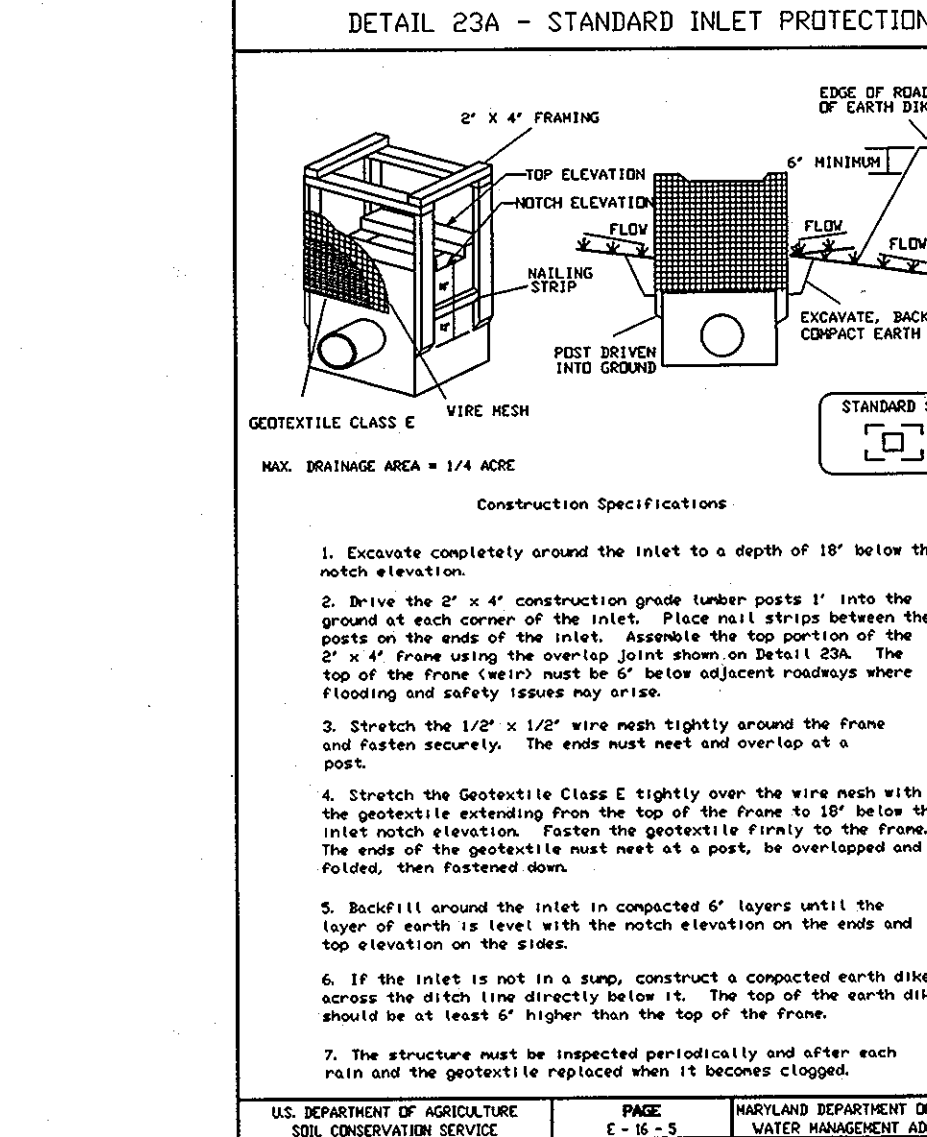 DETAIL 23A - STANDARD INLET PROTECTION
EDGE OF ROAD
OF EARTH DIK
2" X 4" FRAMING
6" MINIMUM
TOP ELEVATION
NOTCH ELEVATION
FLOW
FLOW
FLOW
NAILING
STRIP
EXCAVATE, BACK
COMPACT EARTH
POST DRIVEN
INTO GROUND
WIRE MESH
GEOTEXTILE CLASS E
STANDARD S
MAX. DRAINAGE AREA = 1/4 ACRE
Construction Specifications
1. Excavate completely around the inlet to a depth of 18" below th
notch elevation.
2. Drive the 2" x 4" construction grade lumber posts 1' into the
ground at each corner of the inlet. Place nail strips between the
posts on the ends of the inlet. Assemble the top portion of the
2" x 4" frame using the overlap joint shown on Detail 23A. The
top of the frame (weir) must be 6" below adjacent roadways where
flooding and safety issues may arise.
3. Stretch the 1/2" x 1/2" wire mesh tightly around the frame
and fasten securely. The ends must meet and overlap at a
post.
4. Stretch the Geotextile Class E tightly over the wire mesh with
the geotextile extending from the top of the frame to 18" below th
inlet notch elevation. Fasten the geotextile firmly to the frame.
The ends of the geotextile must meet at a post, be overlapped and
folded, then fastened down.
5. Backfill around the inlet in compacted 6" layers until the
layer of earth is level with the notch elevation on the ends and
top elevation on the sides.
6. If the inlet is not in a sump, construct a compacted earth dike
across the ditch line directly below it. The top of the earth dik
should be at least 6" higher than the top of the frame.
7. The structure must be inspected periodically and after each
rain and the geotextile replaced when it becomes clogged.
U.S. DEPARTMENT OF AGRICULTURE
SOIL CONSERVATION SERVICE
PAGE
E - 16 - 5
MARYLAND DEPARTMENT O
WATER MANAGEMENT AD